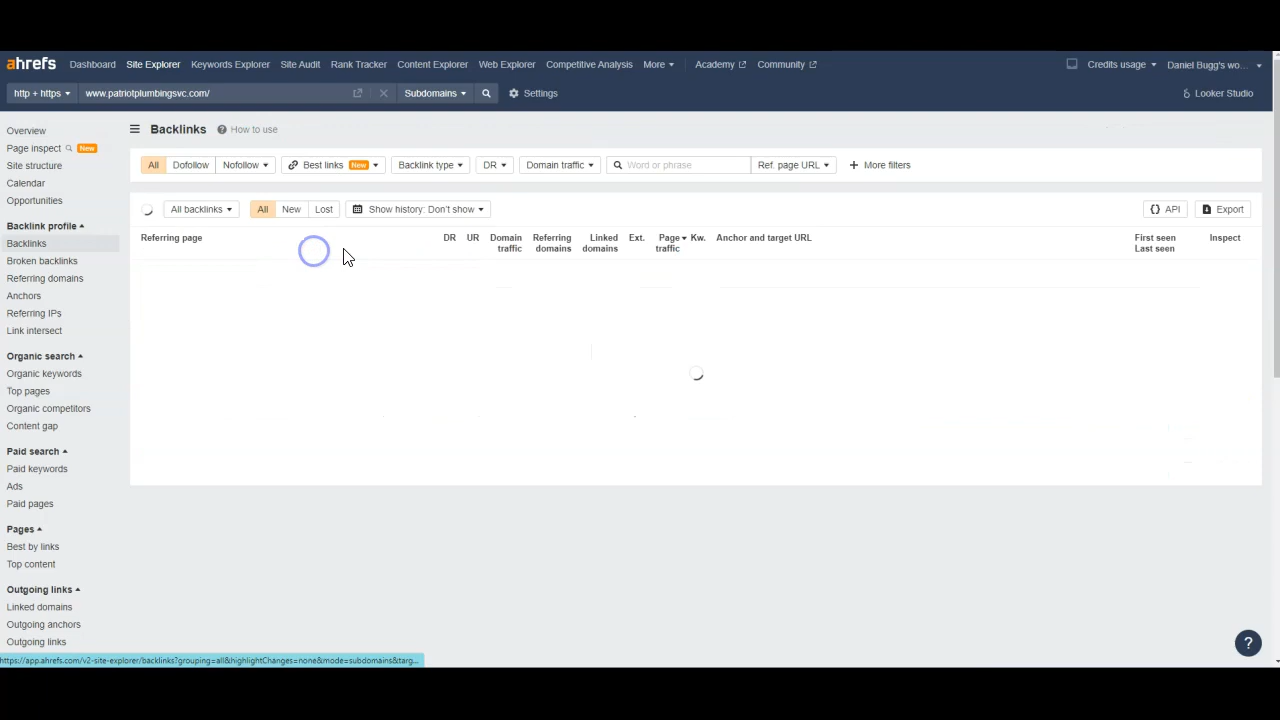 ahrefs Dashboard Site Explorer Keywords Explorer Site Audit Rank Tracker Content Explorer Web Explorer Competitive Analysis More Academy Community Credits usage Daniel Bugg's wo...
http + https www.patriotplumbingsvc.com/ Subdomains Settings Looker Studio
Overview
Page inspect New
Site structure
Calendar
Opportunities
Backlink profile
Backlinks
Broken backlinks
Referring domains
Anchors
Referring IPs
Link intersect
Organic search
Organic keywords
Top pages
Organic competitors
Content gap
Paid search
Paid keywords
Ads
Paid pages
Pages
Best by links
Top content
Outgoing links
Linked domains
Outgoing anchors
Outgoing links
Backlinks ? How to use
All Dofollow Nofollow Best links New Backlink type DR Domain traffic Word or phrase Ref. page URL + More filters
All backlinks All New Lost Show history: Don't show {} API Export
Referring page DR UR Domain Referring Linked Ext. Page Kw. Anchor and target URL First seen Inspect
traffic domains domains traffic Last seen
?
https://app.ahrefs.com/v2-site-explorer/backlinks?grouping=all&highlightChanges=none&mode=subdomains&targ...